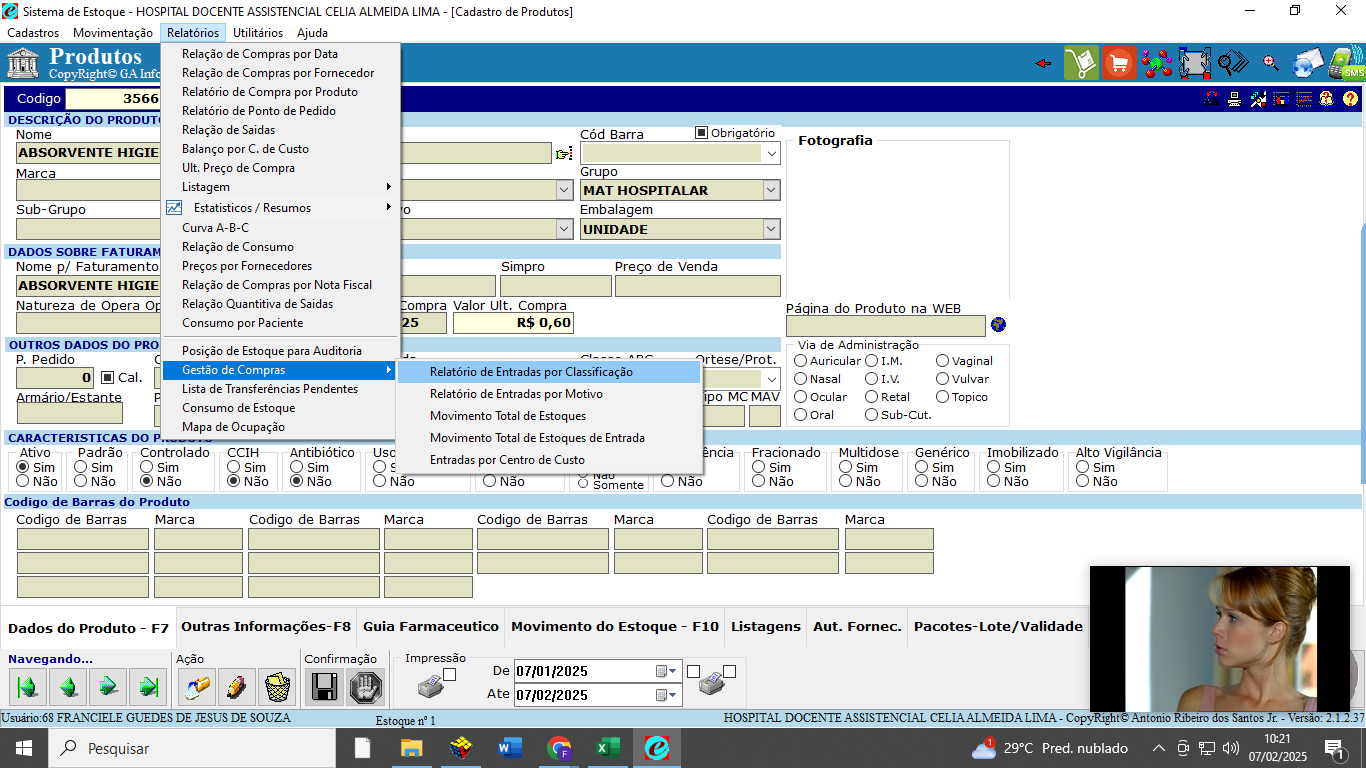 Sistema de Estoque - HOSPITAL DOCENTE ASSISTENCIAL CELIA ALMEIDA LIMA - [Cadastro de Produtos]
Cadastros Movimentação Relatórios Utilitários Ajuda
Produtos
CopyRight© GA Info
SMS
Codigo 3566
Relação de Compras por Data
Relação de Compras por Fornecedor
Relatório de Compra por Produto
Relatório de Ponto de Pedido
Relação de Saidas
Balanço por C. de Custo
Ult. Preço de Compra
Listagem
Estatisticos / Resumos
Curva A-B-C
Relação de Consumo
Preços por Fornecedores
Relação de Compras por Nota Fiscal
Relação Quantitiva de Saidas
Consumo por Paciente
Posição de Estoque para Auditoria
Gestão de Compras
Lista de Transferências Pendentes
Consumo de Estoque
Mapa de Ocupação
Relatório de Entradas por Classificação
Relatório de Entradas por Motivo
Movimento Total de Estoques
Movimento Total de Estoques de Entrada
Entradas por Centro de Custo
DESCRIÇÃO DO PRODUTO
Nome Cód Barra Obrigatório
ABSORVENTE HIGIE
Marca Grupo
MAT HOSPITALAR
Sub-Grupo Embalagem
UNIDADE
Fotografia
DADOS SOBRE FATURAM
Nome p/ Faturamento Simpro Preço de Venda
ABSORVENTE HIGIE
Natureza de Opera Op Compra Valor Ult. Compra
25 R$ 0,60
Página do Produto na WEB
OUTROS DADOS DO PRO
P. Pedido Ortese/Prot.
0 Cal.
Armário/Estante MC MAV
Via de Administração
Auricular I.M. Vaginal
Nasal I.V. Vulvar
Ocular Retal Topico
Oral Sub-Cut.
CARACTERISTICAS DO PRODUTO
Ativo Padrão Controlado CCIH Antibiótico Fracionado Multidose Genérico Imobilizado Alto Vigilância
Sim Sim Sim Sim Sim Sim Sim Sim Sim Sim
Não Não Não Não Não Não Não Não Não Não Não Não Não Não
Somente
Codigo de Barras do Produto
Codigo de Barras Marca Codigo de Barras Marca Codigo de Barras Marca Codigo de Barras Marca
Dados do Produto - F7 Outras Informações-F8 Guia Farmaceutico Movimento do Estoque - F10 Listagens Aut. Fornec. Pacotes-Lote/Validade
Navegando... Ação Confirmação Impressão
De 07/01/2025
Ate 07/02/2025
Usuário:68 FRANCIELE GUEDES DE JESUS DE SOUZA Estoque nº 1 HOSPITAL DOCENTE ASSISTENCIAL CELIA ALMEIDA LIMA - CopyRight© Antonio Ribeiro dos Santos Jr. - Versão: 2.1.2.37
Pesquisar
29°C Pred. nublado
10:21
07/02/2025
1